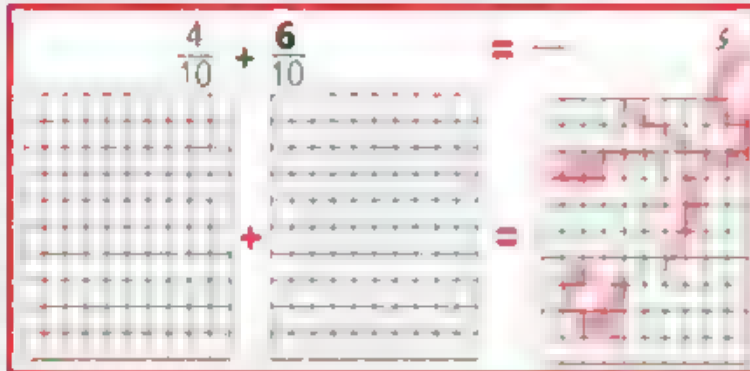 4/10 + 6/10 = —
+ =